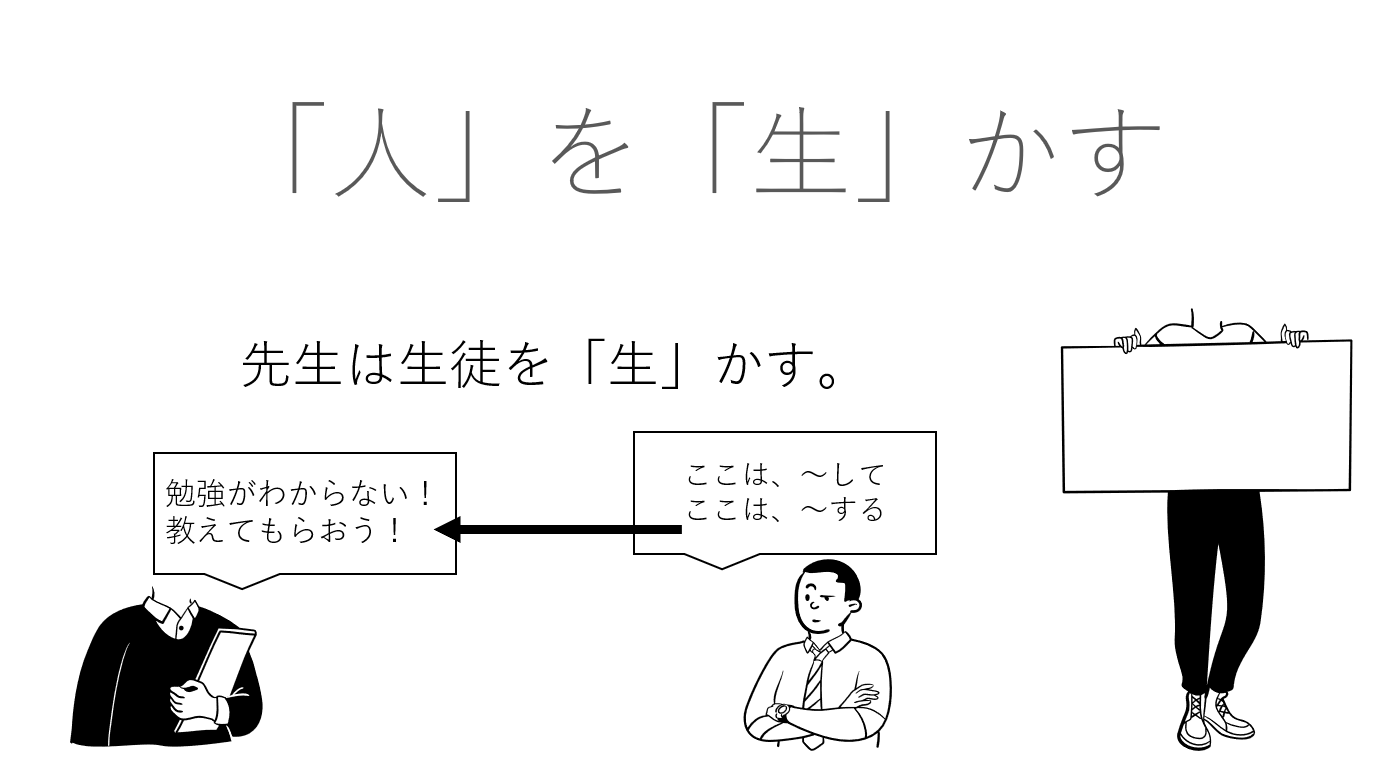 「人」を「生」かす
先生は生徒を「生」かす。
勉強がわからない！
教えてもらおう！
ここは、～して
ここは、～する